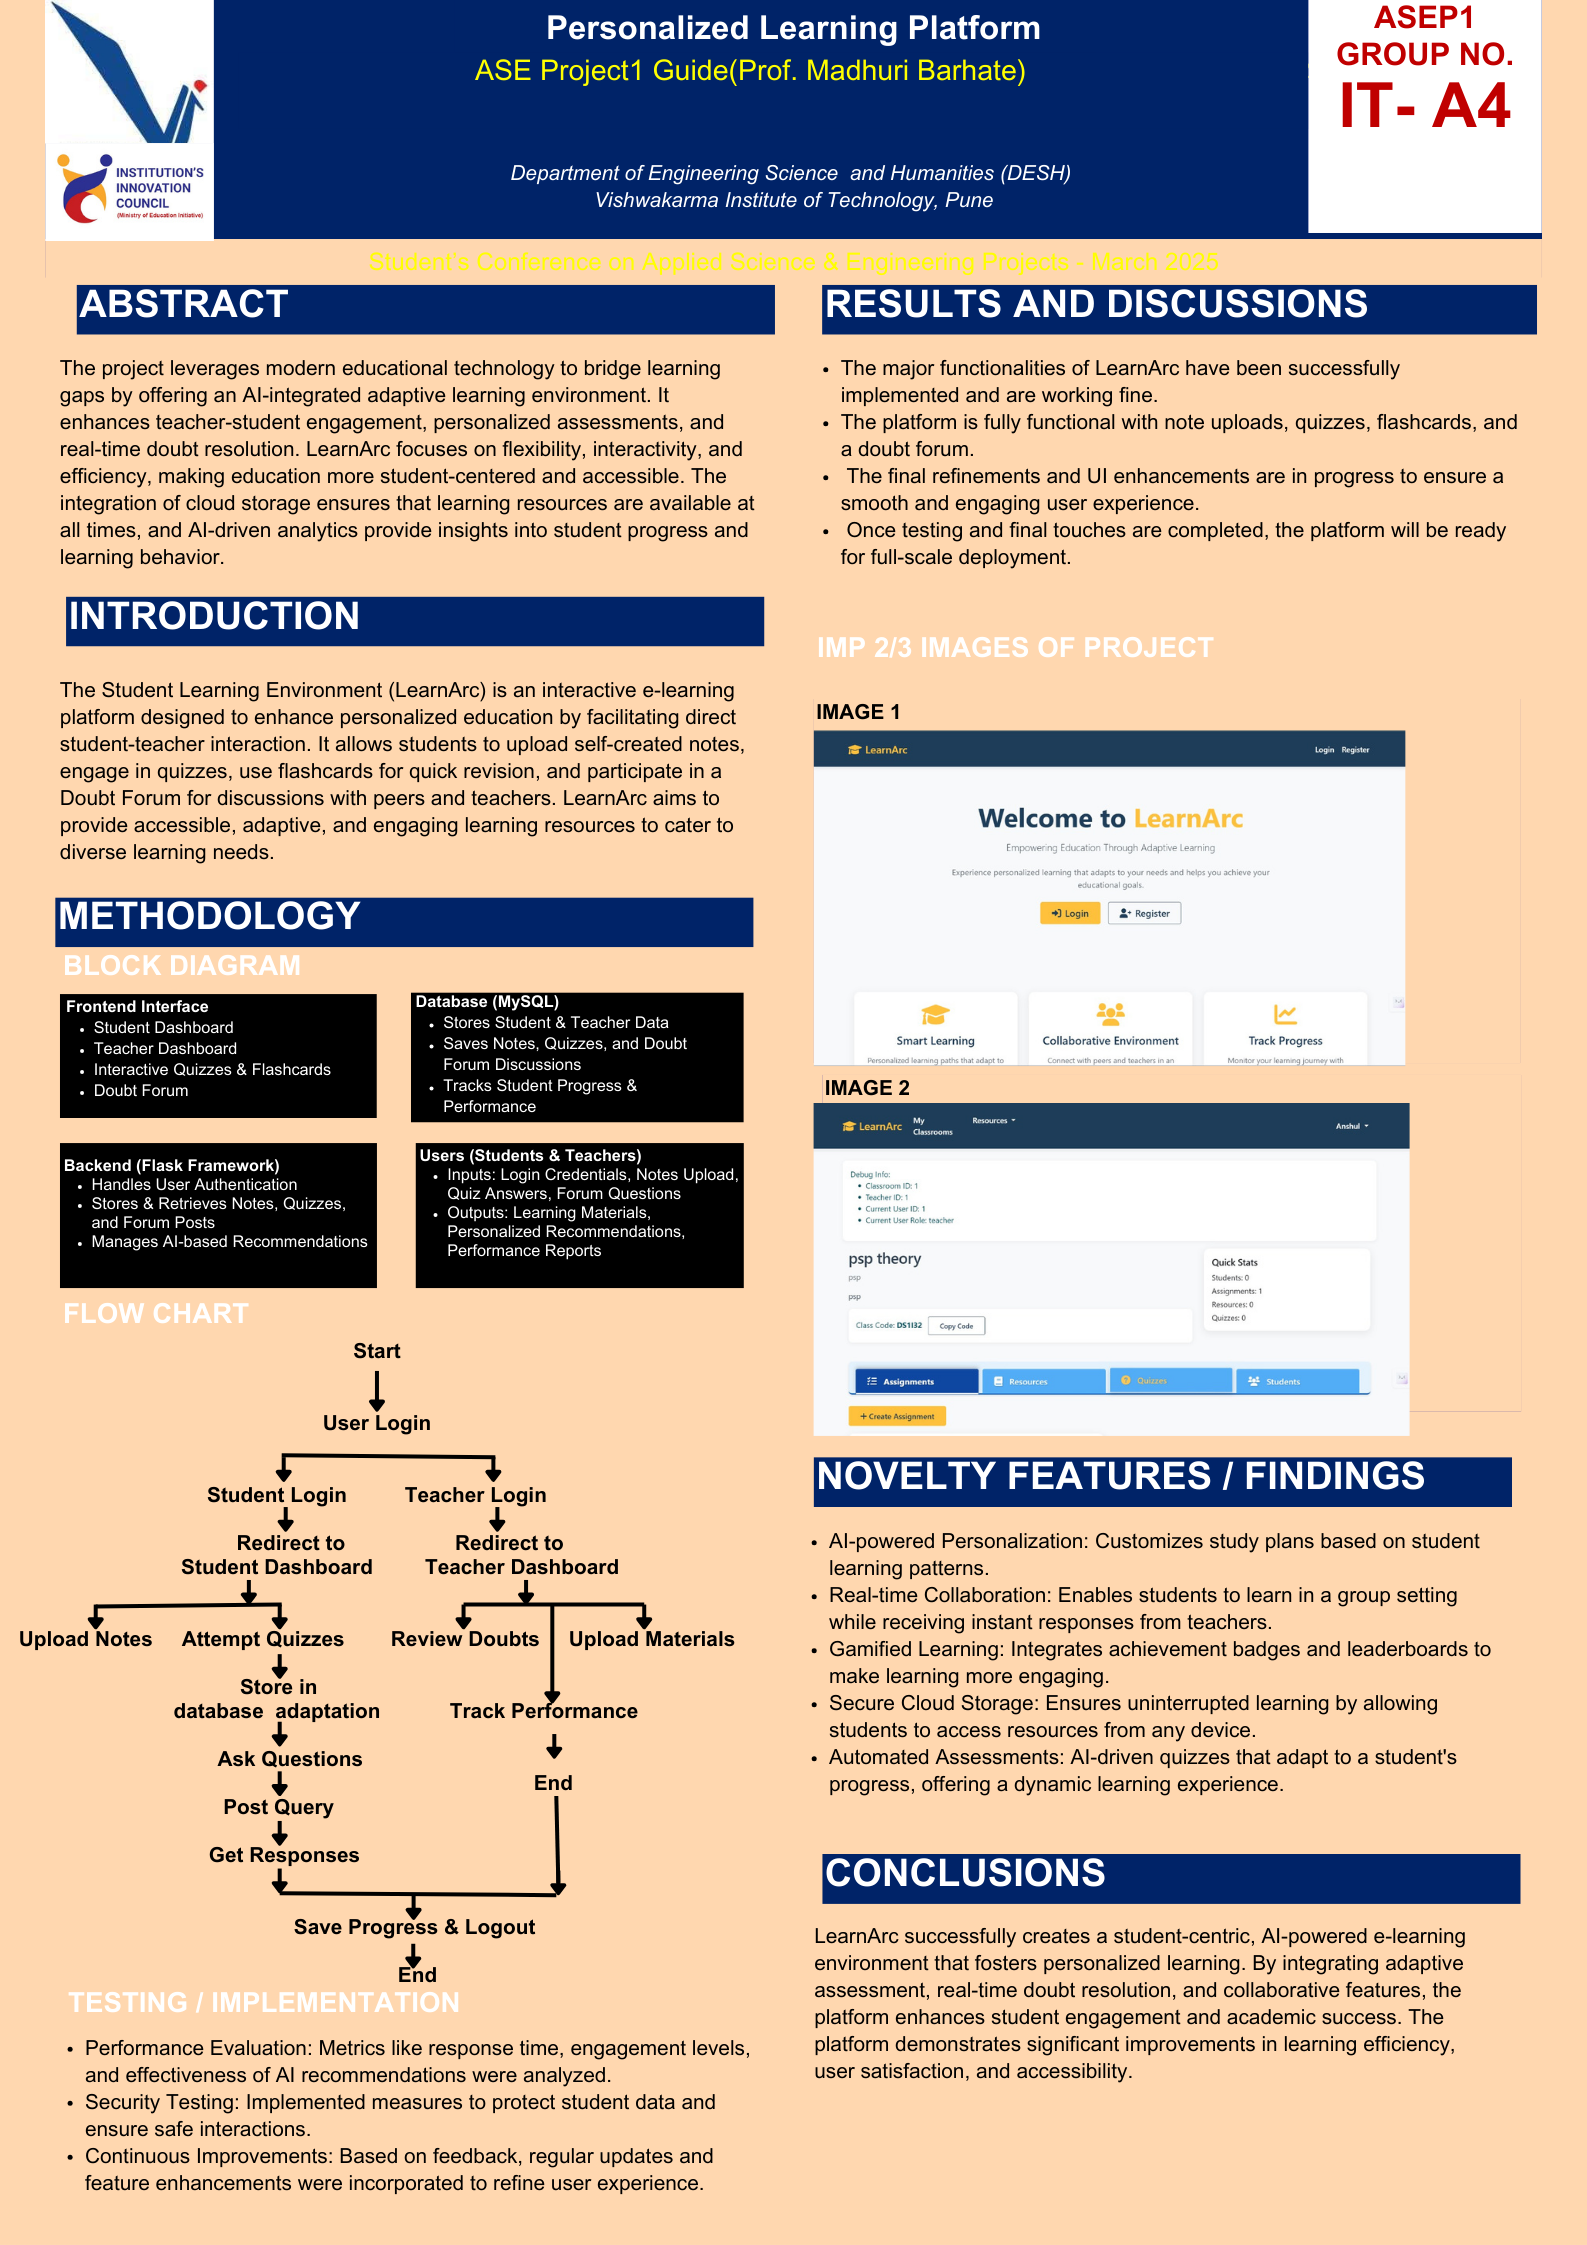 Personalized Learning Platform
ASE Project1 Guide(Prof. Madhuri Barhate)
Department of Engineering Science  and Humanities (DESH)
Vishwakarma Institute of Technology, Pune
ASEP1
GROUP NO.
IT- A4
INSTITUTION'S
INNOVATION
COUNCIL
(Ministry of Education Initiative)
Student's Conference on Applied Science & Engineering Projects - March 2025
ABSTRACT
The project leverages modern educational technology to bridge learning
gaps by offering an AI-integrated adaptive learning environment. It
enhances teacher-student engagement, personalized assessments, and
real-time doubt resolution. LearnArc focuses on flexibility, interactivity, and
efficiency, making education more student-centered and accessible. The
integration of cloud storage ensures that learning resources are available at
all times, and AI-driven analytics provide insights into student progress and
learning behavior.
INTRODUCTION
The Student Learning Environment (LearnArc) is an interactive e-learning
platform designed to enhance personalized education by facilitating direct
student-teacher interaction. It allows students to upload self-created notes,
engage in quizzes, use flashcards for quick revision, and participate in a
Doubt Forum for discussions with peers and teachers. LearnArc aims to
provide accessible, adaptive, and engaging learning resources to cater to
diverse learning needs.
METHODOLOGY
BLOCK DIAGRAM
Frontend Interface
• Student Dashboard
• Teacher Dashboard
• Interactive Quizzes & Flashcards
• Doubt Forum
Database (MySQL)
• Stores Student & Teacher Data
• Saves Notes, Quizzes, and Doubt
Forum Discussions
• Tracks Student Progress &
Performance
Backend (Flask Framework)
• Handles User Authentication
• Stores & Retrieves Notes, Quizzes,
and Forum Posts
• Manages AI-based Recommendations
Users (Students & Teachers)
• Inputs: Login Credentials, Notes Upload,
Quiz Answers, Forum Questions
• Outputs: Learning Materials,
Personalized Recommendations,
Performance Reports
FLOW CHART
Start
User Login
Student Login
Teacher Login
Redirect to
Student Dashboard
Redirect to
Teacher Dashboard
Upload Notes
Attempt Quizzes
Review Doubts
Upload Materials
Store in
database  adaptation
Track Performance
Ask Questions
End
Post Query
Get Responses
Save Progress & Logout
End
TESTING / IMPLEMENTATION
• Performance Evaluation: Metrics like response time, engagement levels,
and effectiveness of AI recommendations were analyzed.
• Security Testing: Implemented measures to protect student data and
ensure safe interactions.
• Continuous Improvements: Based on feedback, regular updates and
feature enhancements were incorporated to refine user experience.
RESULTS AND DISCUSSIONS
• The major functionalities of LearnArc have been successfully
implemented and are working fine.
• The platform is fully functional with note uploads, quizzes, flashcards, and
a doubt forum.
• The final refinements and UI enhancements are in progress to ensure a
smooth and engaging user experience.
• Once testing and final touches are completed, the platform will be ready
for full-scale deployment.
IMP 2/3 IMAGES OF PROJECT
IMAGE 1
LearnArc
Login Register
Welcome to LearnArc
Empowering Education Through Adaptive Learning
Experience personalized learning that adapts to your needs and helps you achieve your
educational goals.
Login
Register
Smart Learning
Personalized learning paths that adapt to
Collaborative Environment
Connect with peers and teachers in an
Track Progress
Monitor your learning journey with
IMAGE 2
LearnArc
My
Classrooms
Resources
Anshul
Debug Info:
• Classroom ID: 1
• Teacher ID: 1
• Current User ID: 1
• Current User Role: teacher
psp theory
psp
psp
Class Code: DS1I32
Copy Code
Quick Stats
Students: 0
Assignments: 1
Resources: 0
Quizzes: 0
Assignments
Resources
Quizzes
Students
+ Create Assignment
NOVELTY FEATURES / FINDINGS
• AI-powered Personalization: Customizes study plans based on student
learning patterns.
• Real-time Collaboration: Enables students to learn in a group setting
while receiving instant responses from teachers.
• Gamified Learning: Integrates achievement badges and leaderboards to
make learning more engaging.
• Secure Cloud Storage: Ensures uninterrupted learning by allowing
students to access resources from any device.
• Automated Assessments: AI-driven quizzes that adapt to a student's
progress, offering a dynamic learning experience.
CONCLUSIONS
LearnArc successfully creates a student-centric, AI-powered e-learning
environment that fosters personalized learning. By integrating adaptive
assessment, real-time doubt resolution, and collaborative features, the
platform enhances student engagement and academic success. The
platform demonstrates significant improvements in learning efficiency,
user satisfaction, and accessibility.